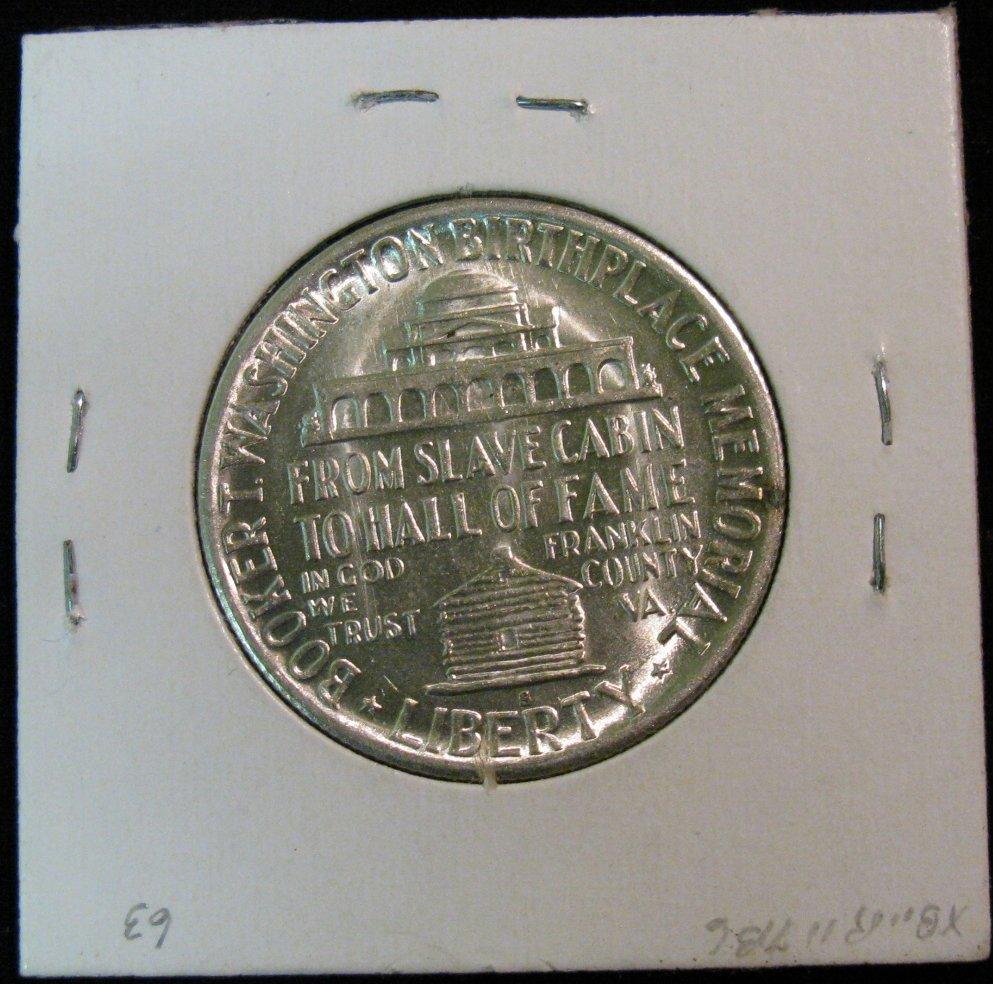 BOOKER T. WASHINGTON BIRTHPLACE MEMORIAL
FROM SLAVE CABIN
TO HALL OF FAME
IN GOD
WE
TRUST
FRANKLIN
COUNTY
VA.
S
LIBERTY
63